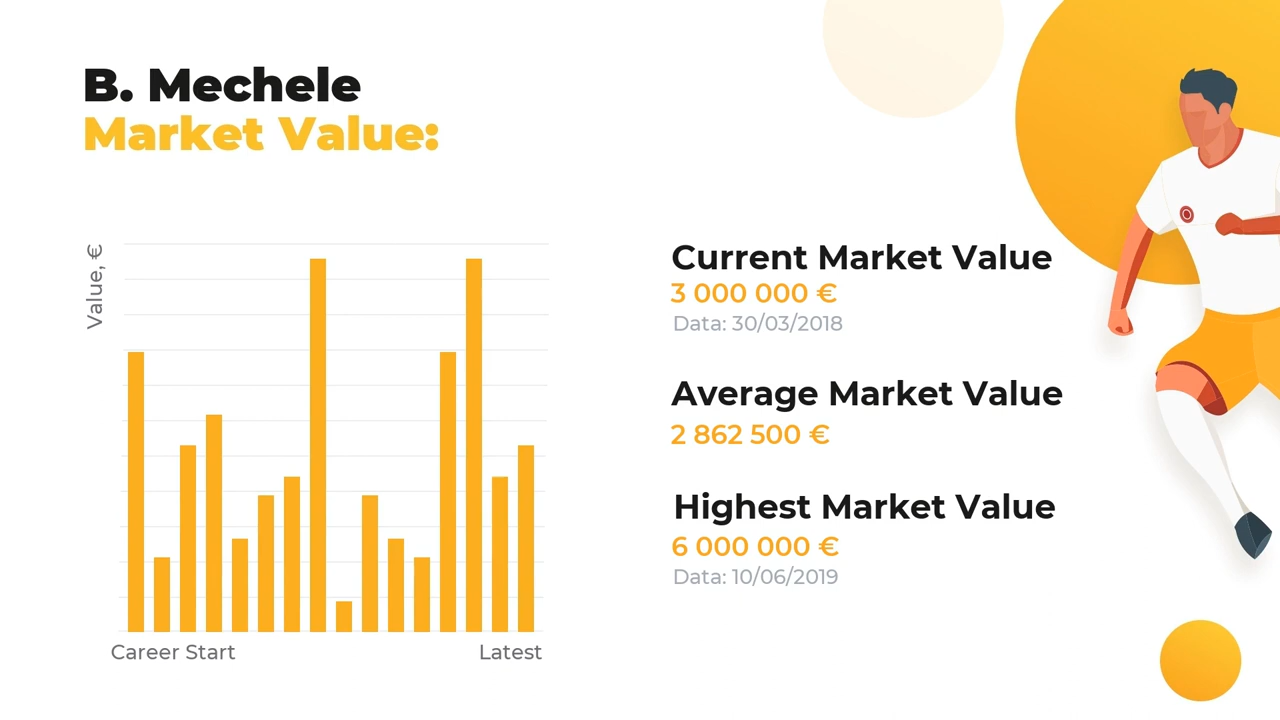 B. Mechele
Market Value:
Value, €
Career Start
Latest
Current Market Value
3 000 000 €
Data: 30/03/2018
Average Market Value
2 862 500 €
Highest Market Value
6 000 000 €
Data: 10/06/2019